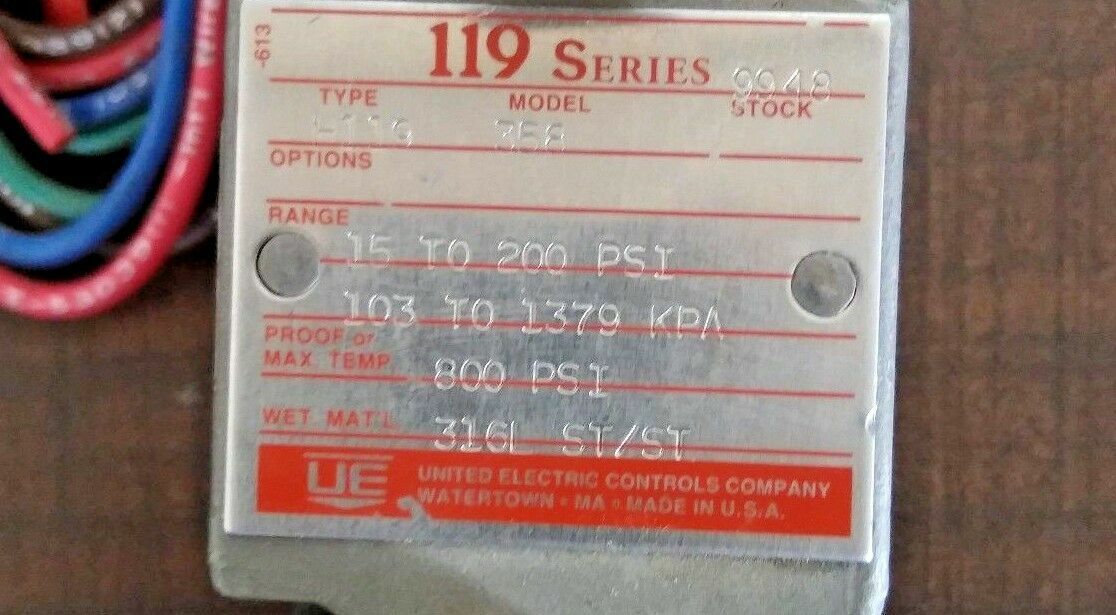 -613
119 SERIES
9948
TYPE MODEL STOCK
358
OPTIONS
RANGE
15 TO 200 PSI
103 TO 1379 KPA
PROOF or
MAX. TEMP.
800 PSI
WET. MAT'L
316L ST/ST
UE
UNITED ELECTRIC CONTROLS COMPANY
WATERTOWN • MA • MADE IN U.S.A.